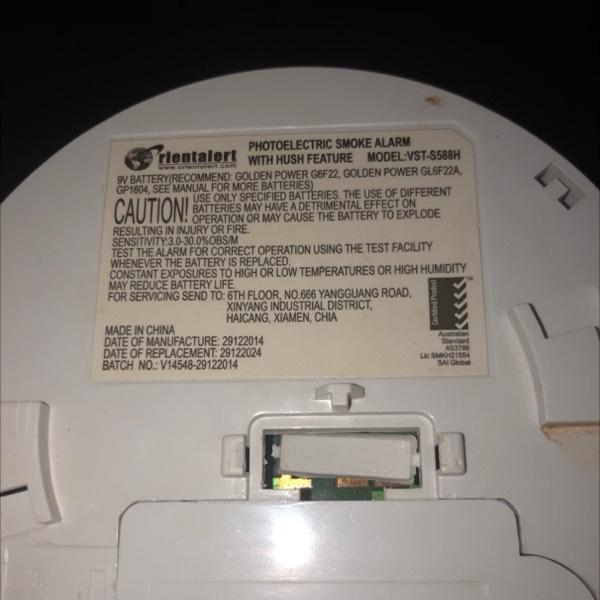 rientalert
www.orientalert.com
PHOTOELECTRIC SMOKE ALARM
WITH HUSH FEATURE MODEL:VST-S588H
9V BATTERY(RECOMMEND: GOLDEN POWER G6F22, GOLDEN POWER GL6F22A,
GP1604, SEE MANUAL FOR MORE BATTERIES)
CAUTION! USE ONLY SPECIFIED BATTERIES. THE USE OF DIFFERENT
BATTERIES MAY HAVE A DETRIMENTAL EFFECT ON
OPERATION OR MAY CAUSE THE BATTERY TO EXPLODE
RESULTING IN INJURY OR FIRE.
SENSITIVITY:3.0-30.0%OBS/M
TEST THE ALARM FOR CORRECT OPERATION USING THE TEST FACILITY
WHENEVER THE BATTERY IS REPLACED.
CONSTANT EXPOSURES TO HIGH OR LOW TEMPERATURES OR HIGH HUMIDITY
MAY REDUCE BATTERY LIFE.
FOR SERVICING SEND TO: 6TH FLOOR, NO.666 YANGGUANG ROAD,
XINYANG INDUSTRIAL DISTRICT,
HAICANG, XIAMEN, CHIA
MADE IN CHINA
DATE OF MANUFACTURE: 29122014
DATE OF REPLACEMENT: 29122024
BATCH NO.: V14548-29122014
Certified Product
TM
Australian
Standard
AS3786
Lic SMKH21554
SAI Global